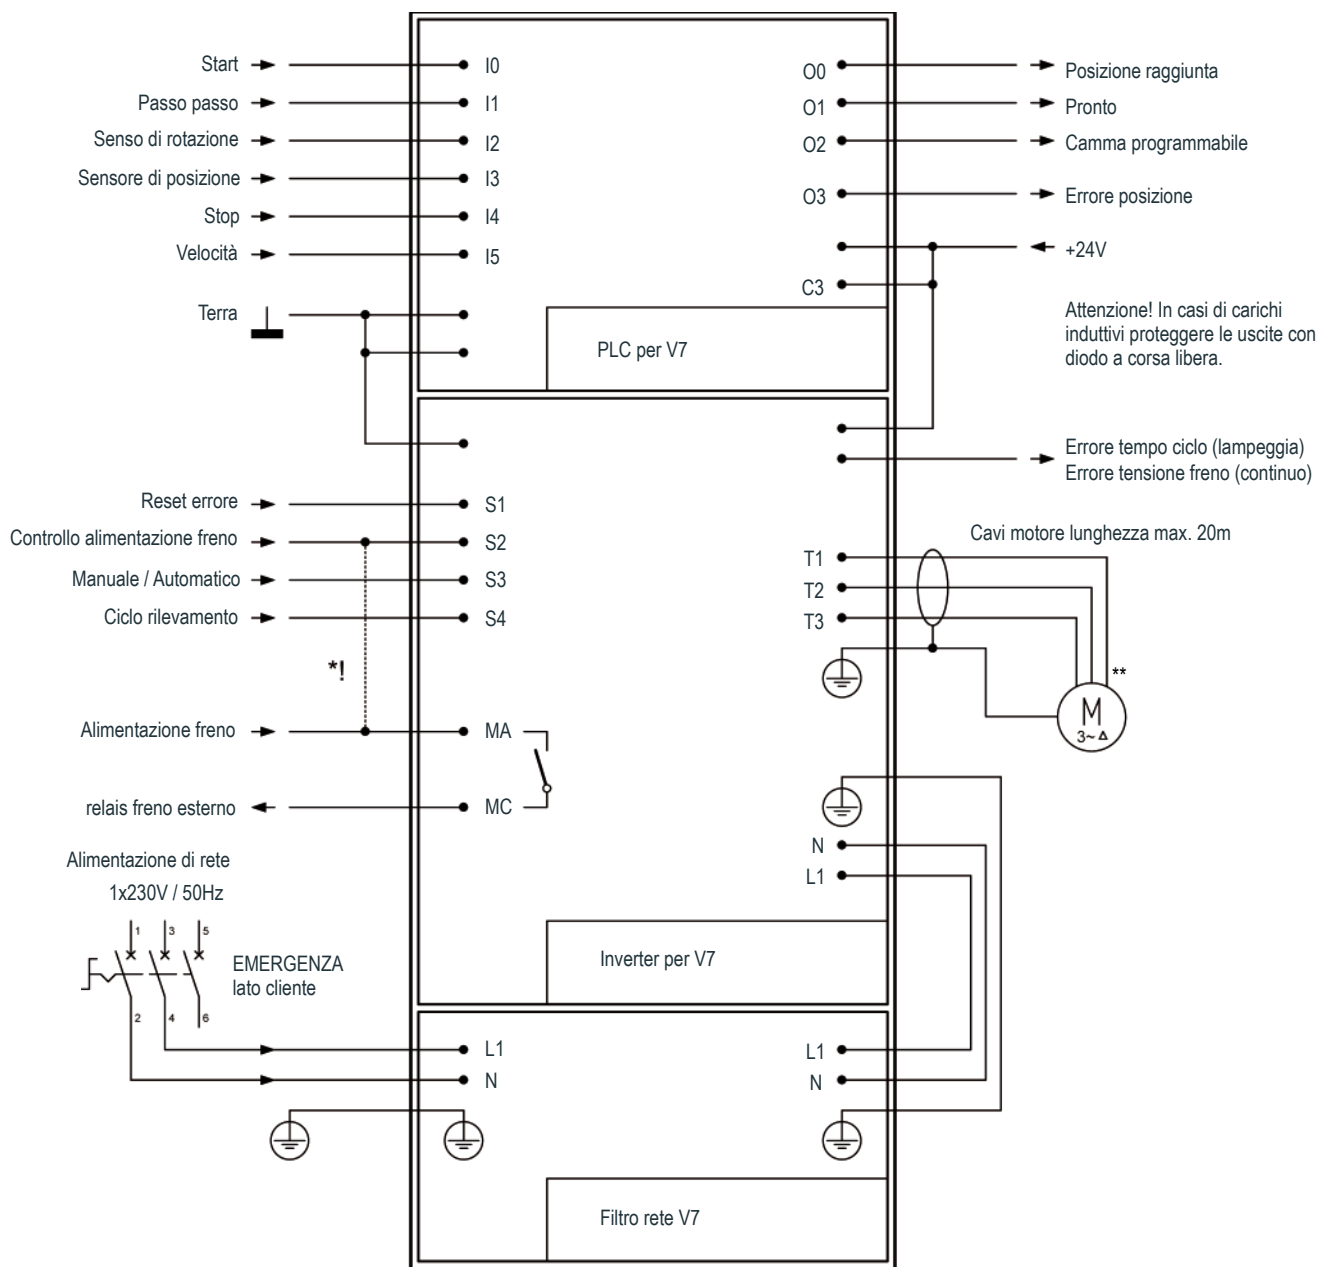 Start I0
Passo passo I1
Senso di rotazione I2
Sensore di posizione I3
Stop I4
Velocità I5
Terra
O0 Posizione raggiunta
O1 Pronto
O2 Camma programmabile
O3 Errore posizione
+24V
C3
Attenzione! In casi di carichi
induttivi proteggere le uscite con
diodo a corsa libera.
PLC per V7
Errore tempo ciclo (lampeggia)
Errore tensione freno (continuo)
Reset errore S1
Controllo alimentazione freno S2
Manuale / Automatico S3
Ciclo rilevamento S4
*!
Cavi motore lunghezza max. 20m
T1
T2
T3
**
M
3~ Δ
Alimentazione freno MA
relais freno esterno MC
N
L1
Alimentazione di rete
1x230V / 50Hz
1 3 5
EMERGENZA
lato cliente
2 4 6
Inverter per V7
L1 L1
N N
Filtro rete V7